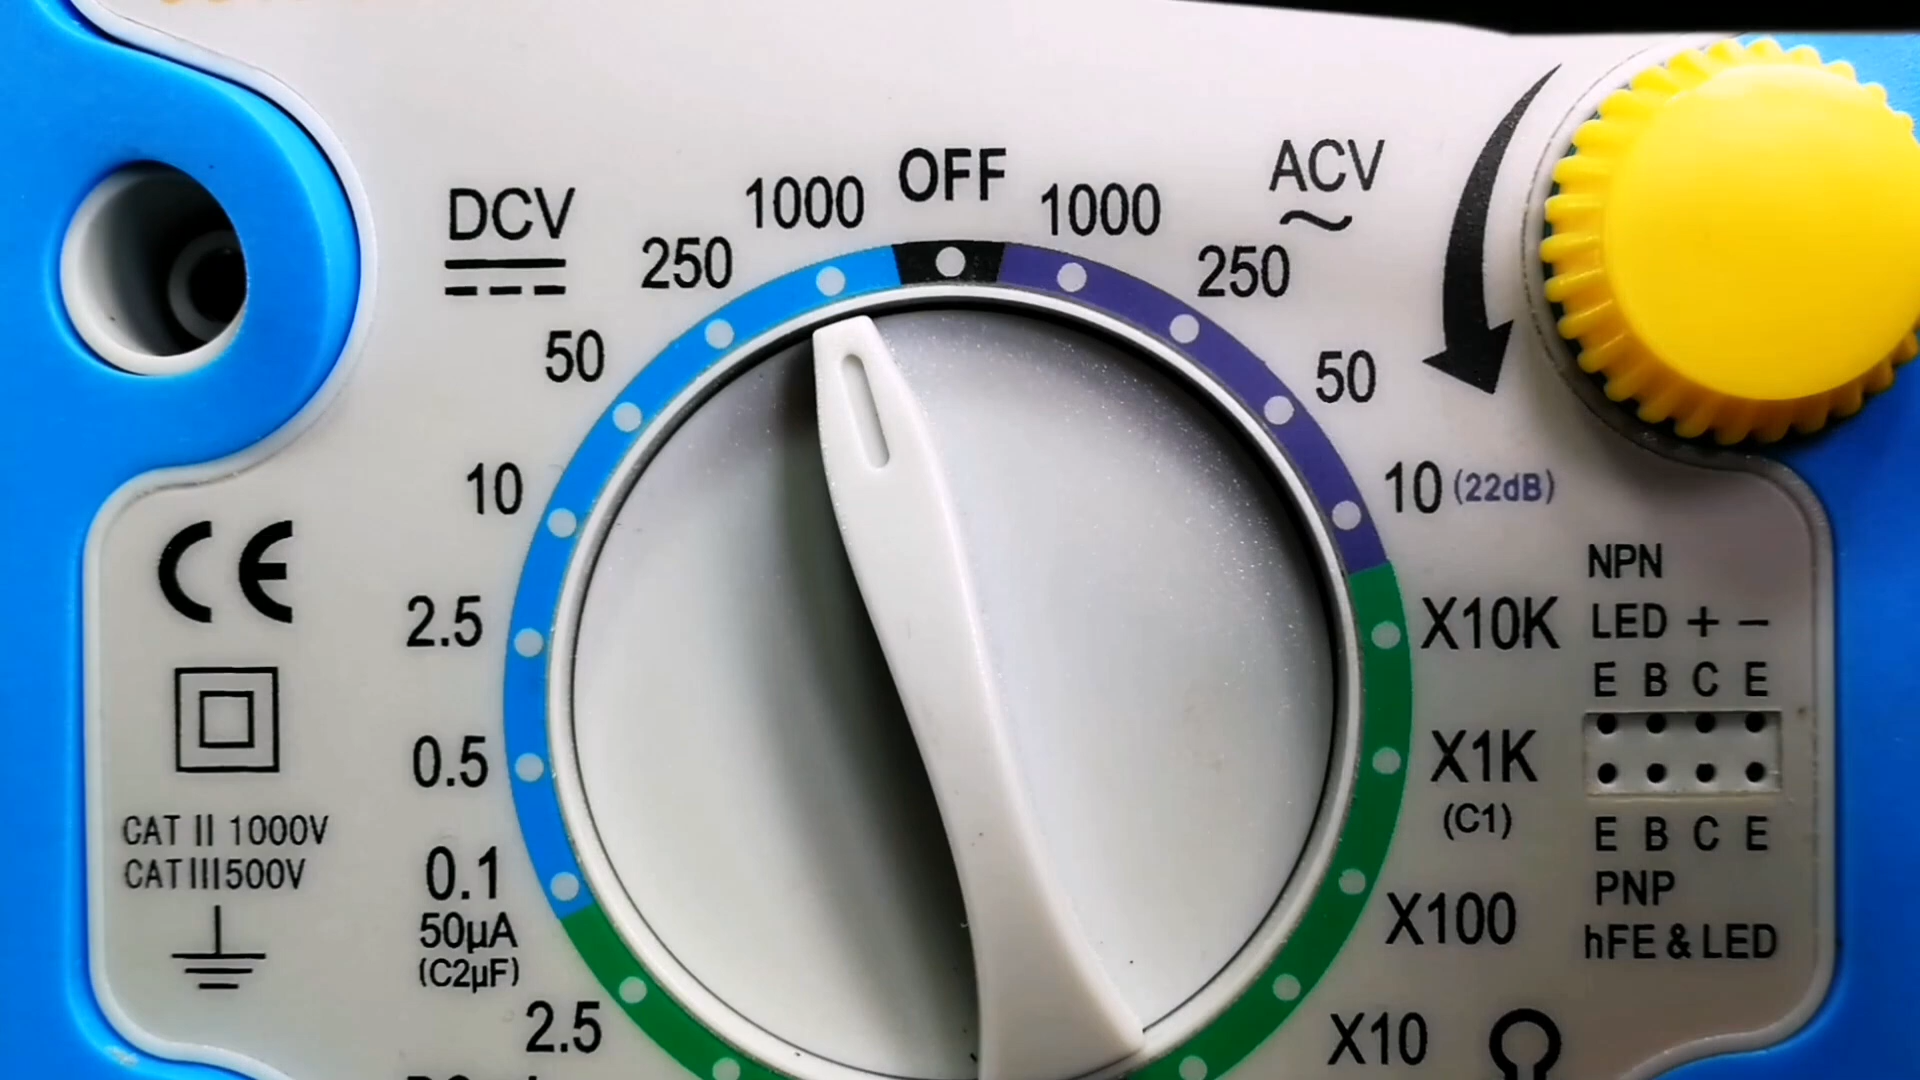 OFF
DCV
1000
1000
ACV
250
250
50
50
10
10 (22dB)
2.5
X10K
0.5
X1K
(C1)
0.1
50μA
(C2μF)
X100
2.5
X10
Ω
CE
CAT II 1000V
CAT III 500V
NPN
LED + −
E B C E
E B C E
PNP
hFE & LED